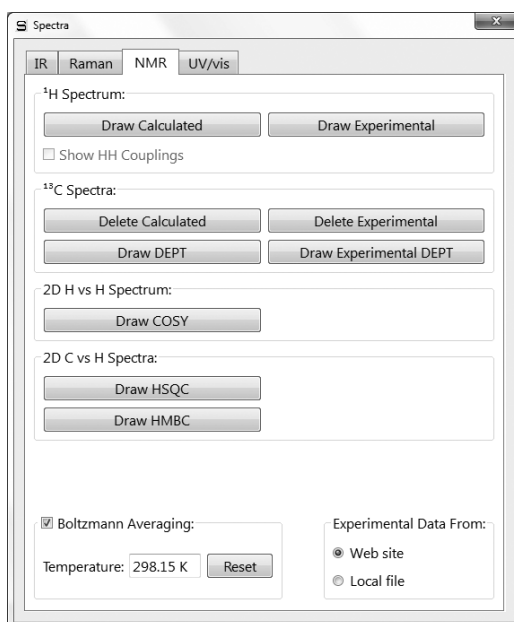 Spectra
IR Raman NMR UV/vis
¹H Spectrum:
Draw Calculated Draw Experimental
Show HH Couplings
¹³C Spectra:
Delete Calculated Delete Experimental
Draw DEPT Draw Experimental DEPT
2D H vs H Spectrum:
Draw COSY
2D C vs H Spectra:
Draw HSQC
Draw HMBC
Boltzmann Averaging: Experimental Data From:
Web site
Temperature: 298.15 K Reset
Local file